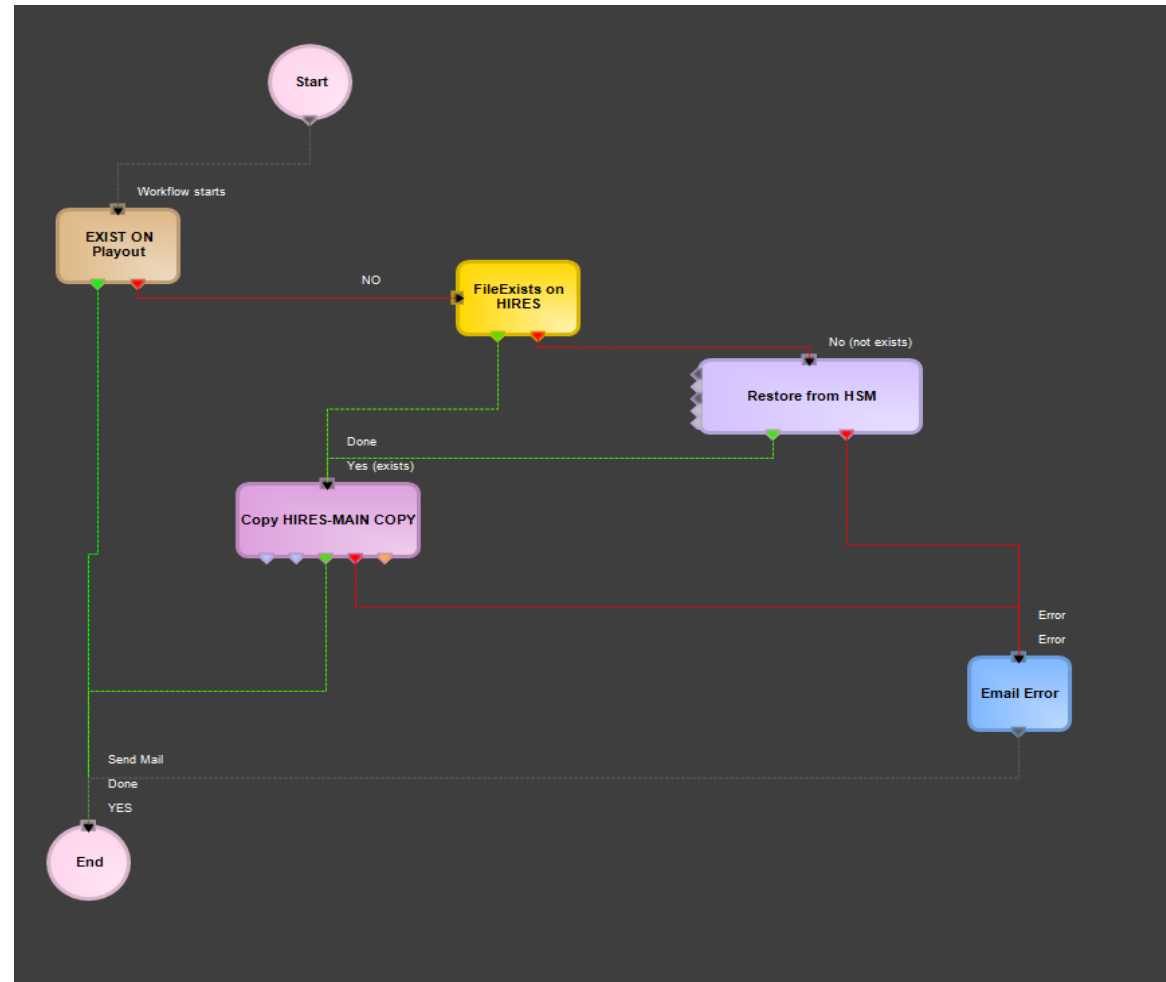 Start
Workflow starts
EXIST ON
Playout
NO
FileExists on
HIRES
No (not exists)
Restore from HSM
Done
Yes (exists)
Copy HIRES-MAIN COPY
Error
Error
Email Error
Send Mail
Done
YES
End